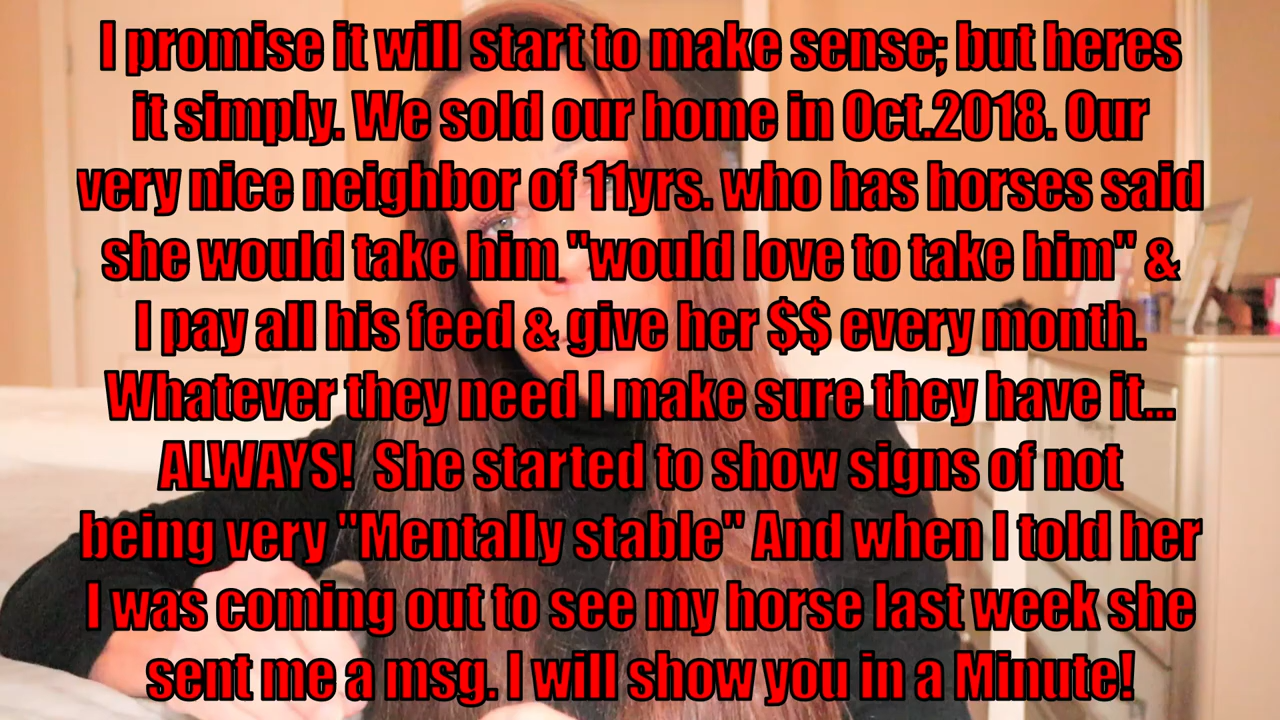 I promise it will start to make sense; but heres
it simply. We sold our home in Oct.2018. Our
very nice neighbor of 11yrs. who has horses said
she would take him "would love to take him" &
I pay all his feed & give her $$ every month.
Whatever they need I make sure they have it...
ALWAYS! She started to show signs of not
being very "Mentally stable" And when I told her
I was coming out to see my horse last week she
sent me a msg. I will show you in a Minute!